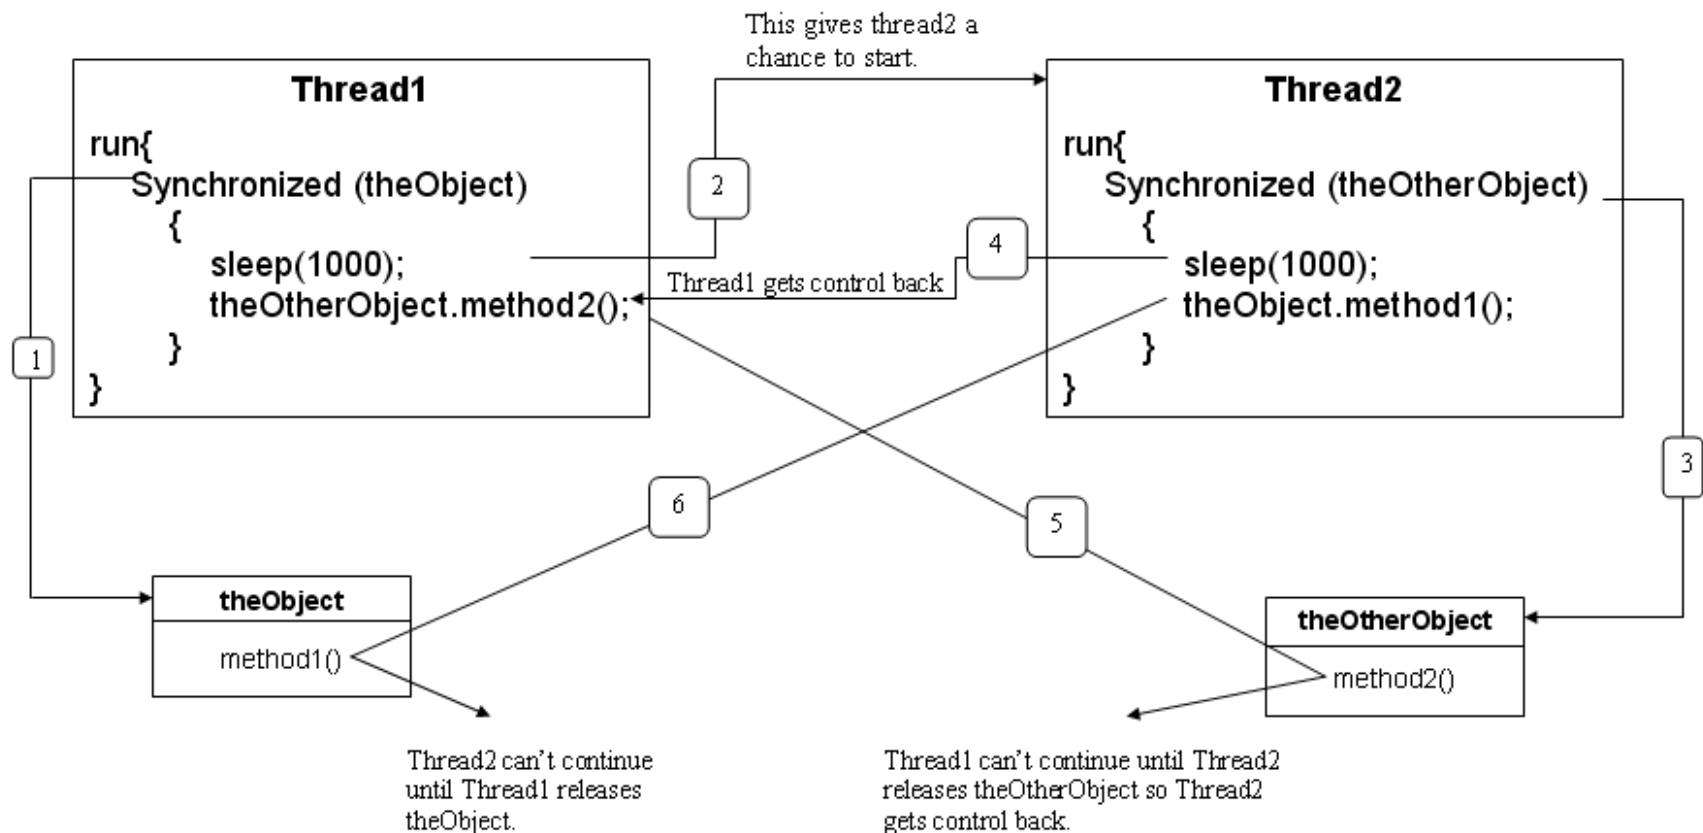 This gives thread2 a
chance to start.
Thread1
run{
Synchronized (theObject)
{
sleep(1000);
theOtherObject.method2();
}
}
2
4
Thread1 gets control back
Thread2
run{
Synchronized (theOtherObject)
{
sleep(1000);
theObject.method1();
}
}
1
3
6
5
theObject
method1()
theOtherObject
method2()
Thread2 can't continue
until Thread1 releases
theObject.
Thread1 can't continue until Thread2
releases theOtherObject so Thread2
gets control back.